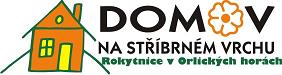 DOMOV
NA STŘÍBRNÉM VRCHU
Rokytnice v Orlických horách